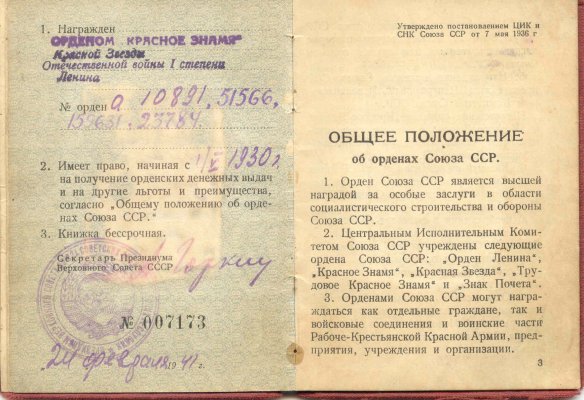 1. Награжден
ОРДЕНОМ КРАСНОЕ ЗНАМЯ
Красной Звезды
Отечественной войны I степени
Ленина
№ орден а 10891, 51566,
155631. 23784.
2. Имеет право, начиная с 1/V 1930 г.
на получение орденских денежных выдач
и на другие льготы и преимущества,
согласно „Общему положению об орде-
нах Союза ССР."
3. Книжка бессрочная.
Секретарь Президиума
Верховного Совета СССР
№ 007173
„24 февраля 1941 г.
Утверждено постановлением ЦИК и
СНК Союза ССР от 7 мая 1936 г
ОБЩЕЕ ПОЛОЖЕНИЕ
об орденах Союза ССР.
1. Орден Союза ССР является высшей
наградой за особые заслуги в области
социалистического строительства и обороны
Союза ССР.
2. Центральным Исполнительным Коми-
тетом Союза ССР учреждены следующие
ордена Союза ССР: „Орден Ленина",
„Красное Знамя", „Красная Звезда", „Тру-
довое Красное Знамя" и „Знак Почета".
3. Орденами Союза ССР могут награ-
ждаться как отдельные граждане, так и
войсковые соединения и воинские части
Рабоче-Крестьянской Красной Армии, пред-
приятия, учреждения и организации.
3